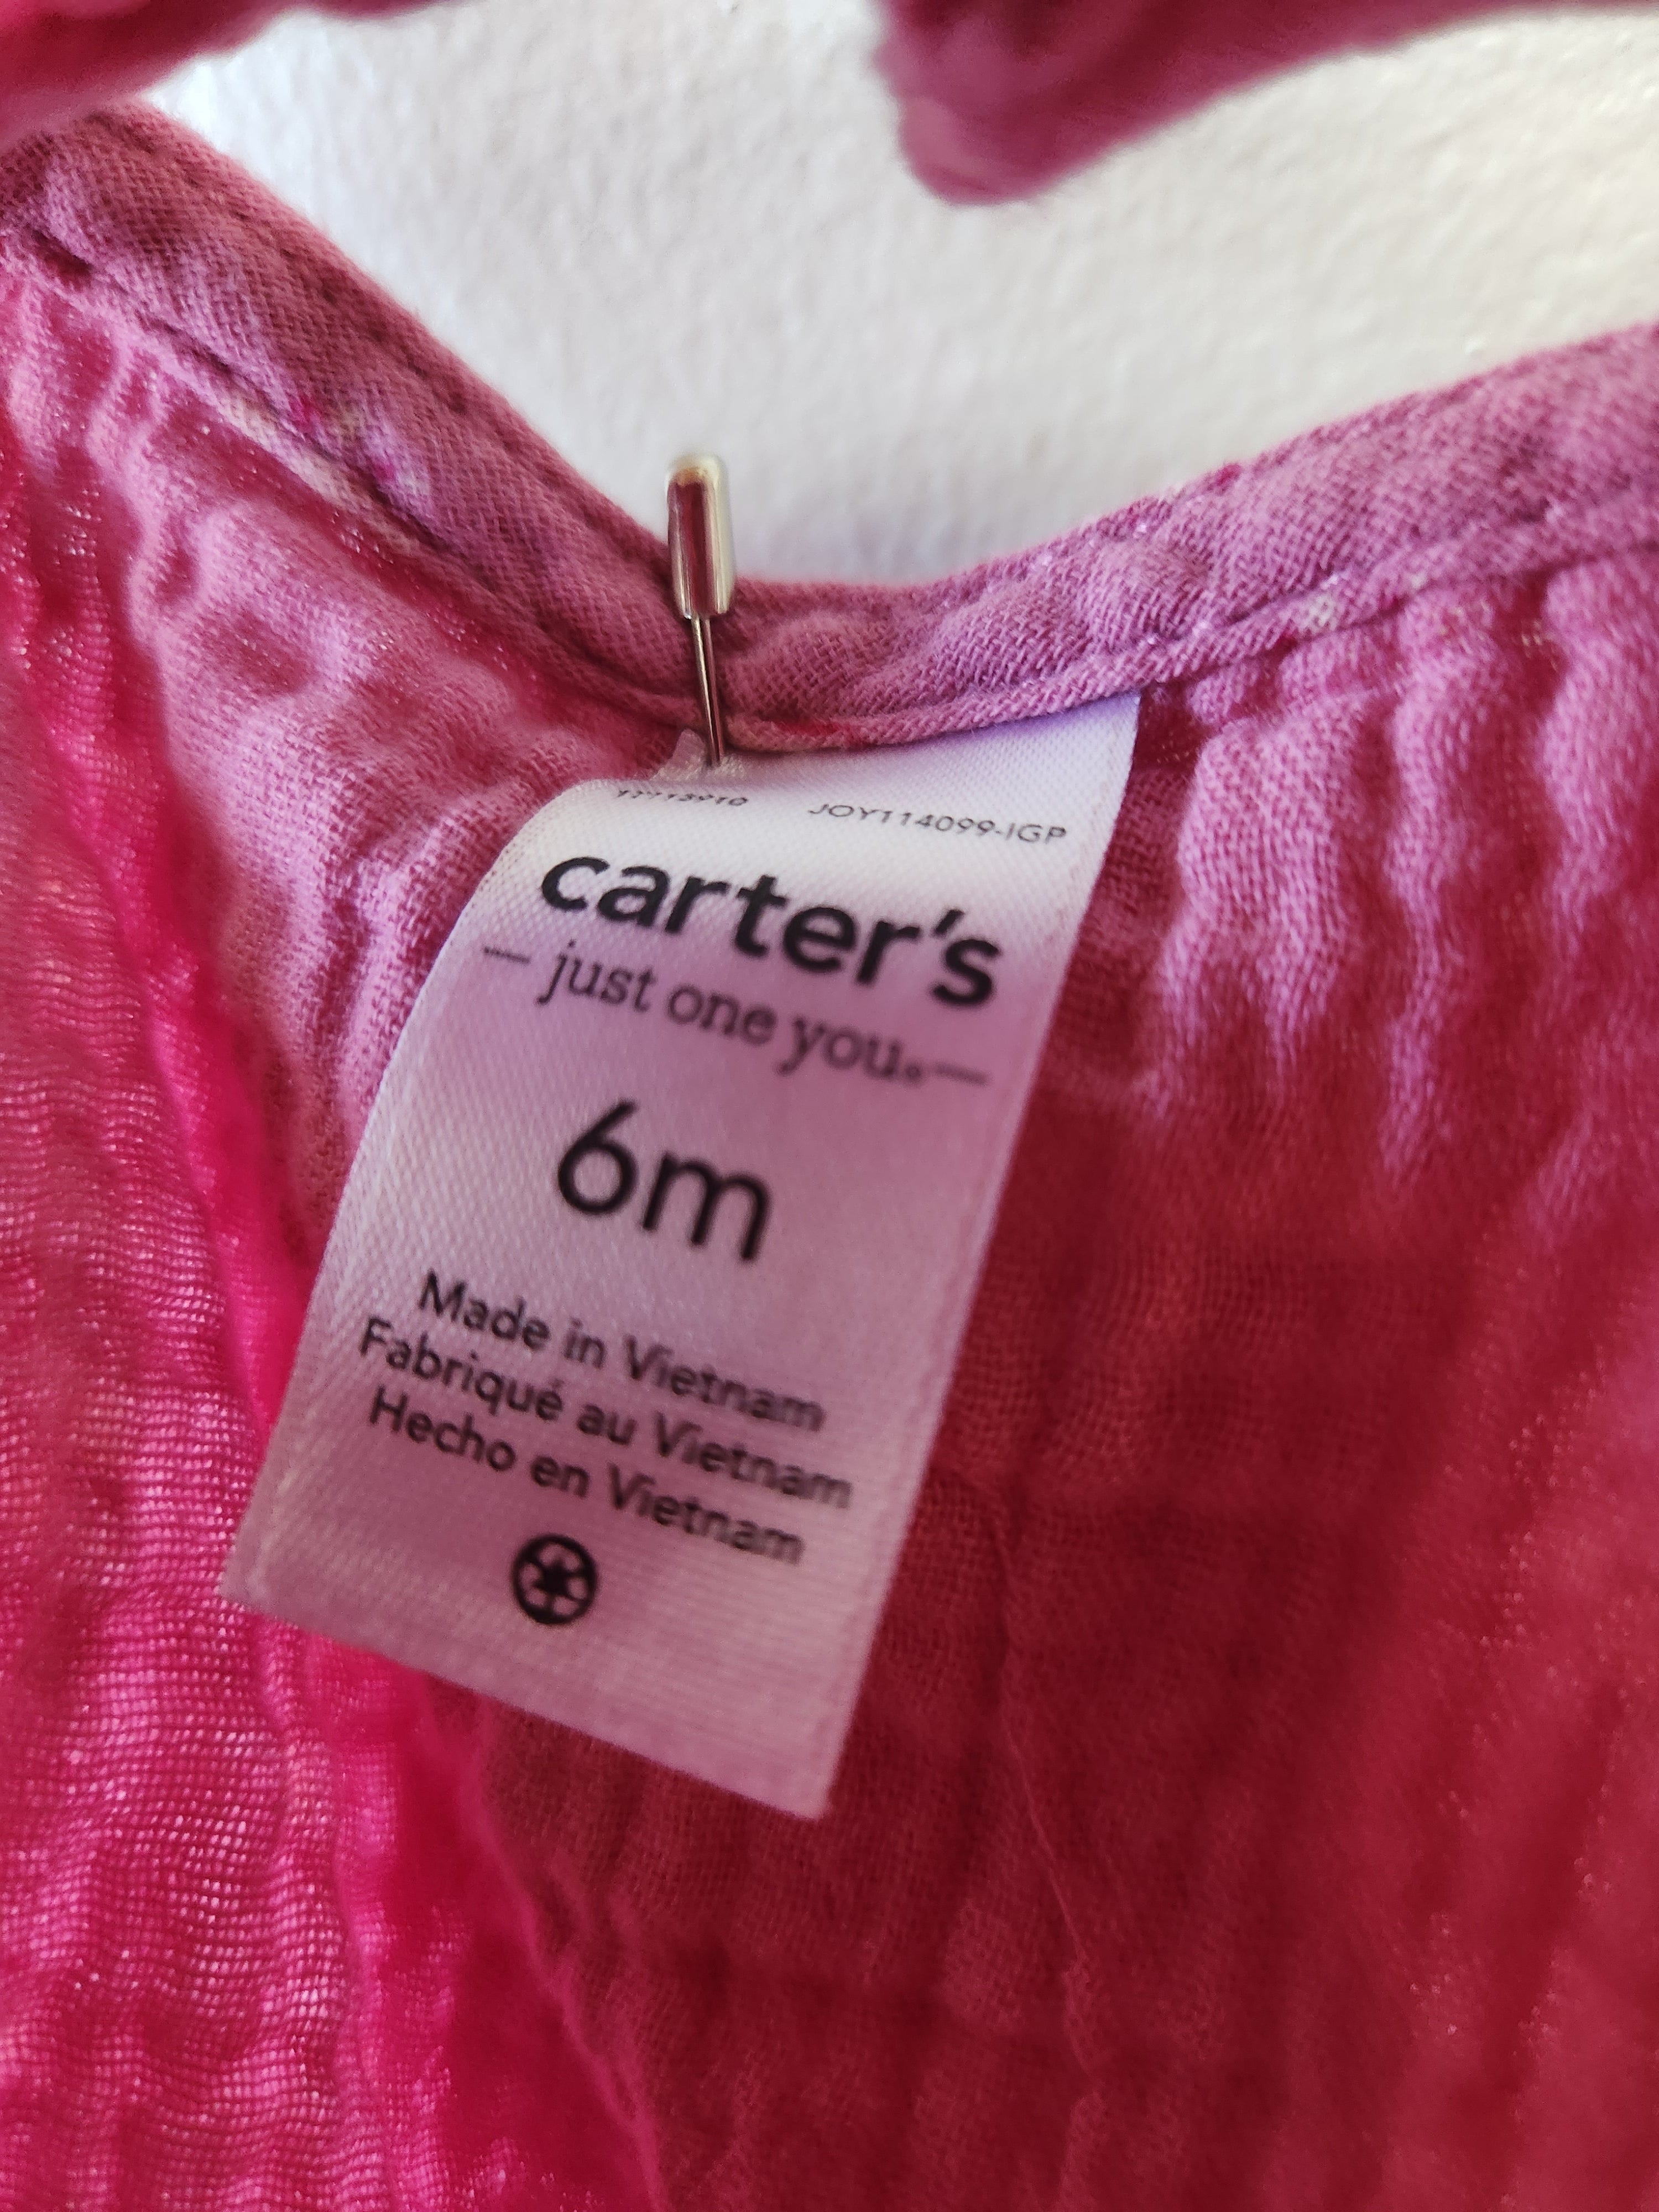 JOY114099-IGP
carter's
— just one you®—
6m
Made in Vietnam
Fabriqué au Vietnam
Hecho en Vietnam